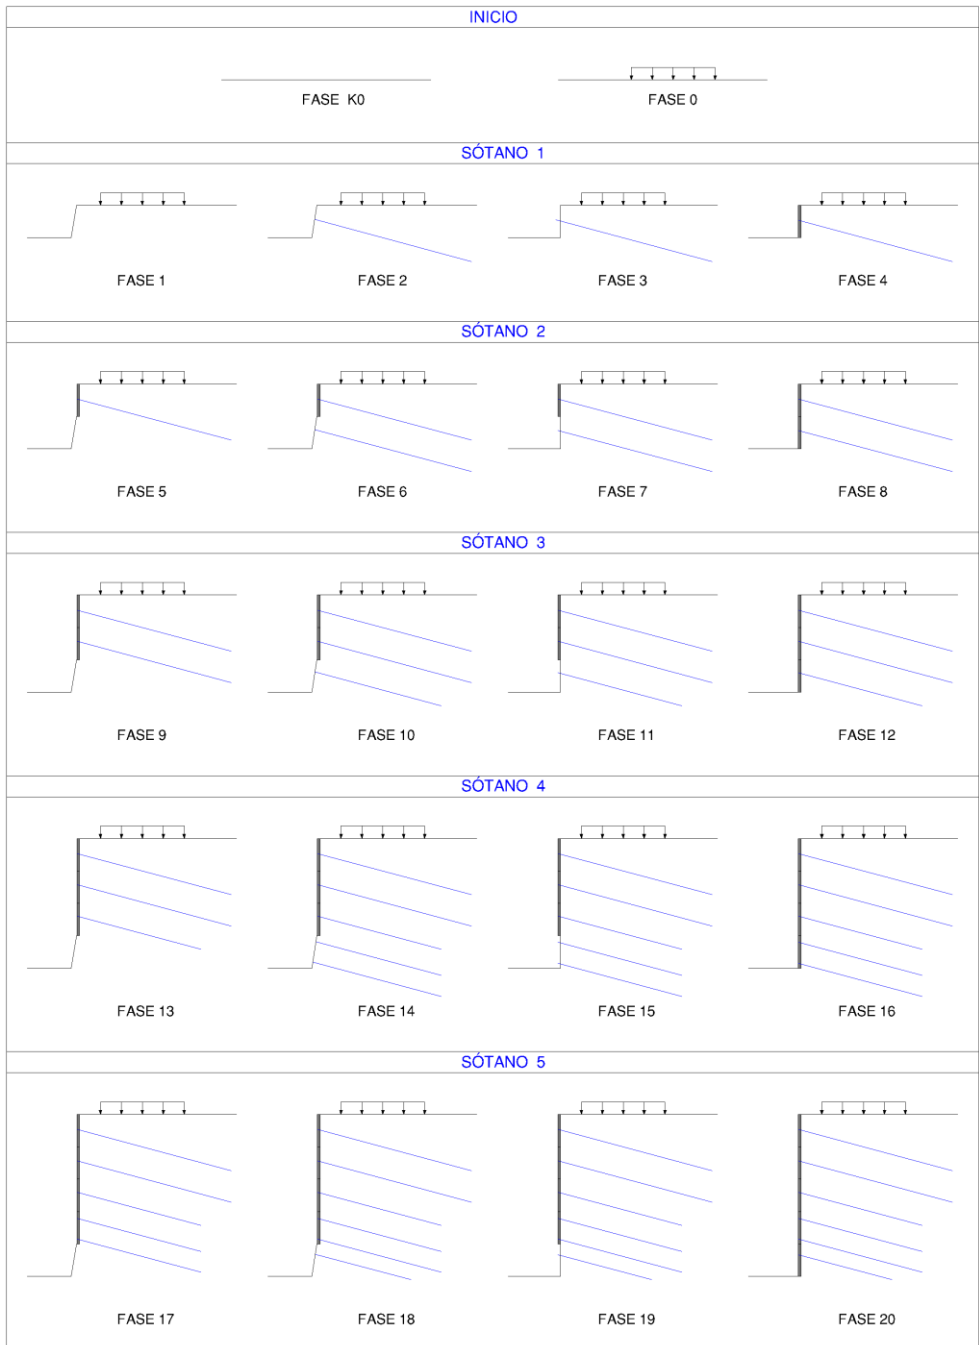 INICIO
FASE K0
FASE 0
SÓTANO 1
FASE 1
FASE 2
FASE 3
FASE 4
SÓTANO 2
FASE 5
FASE 6
FASE 7
FASE 8
SÓTANO 3
FASE 9
FASE 10
FASE 11
FASE 12
SÓTANO 4
FASE 13
FASE 14
FASE 15
FASE 16
SÓTANO 5
FASE 17
FASE 18
FASE 19
FASE 20